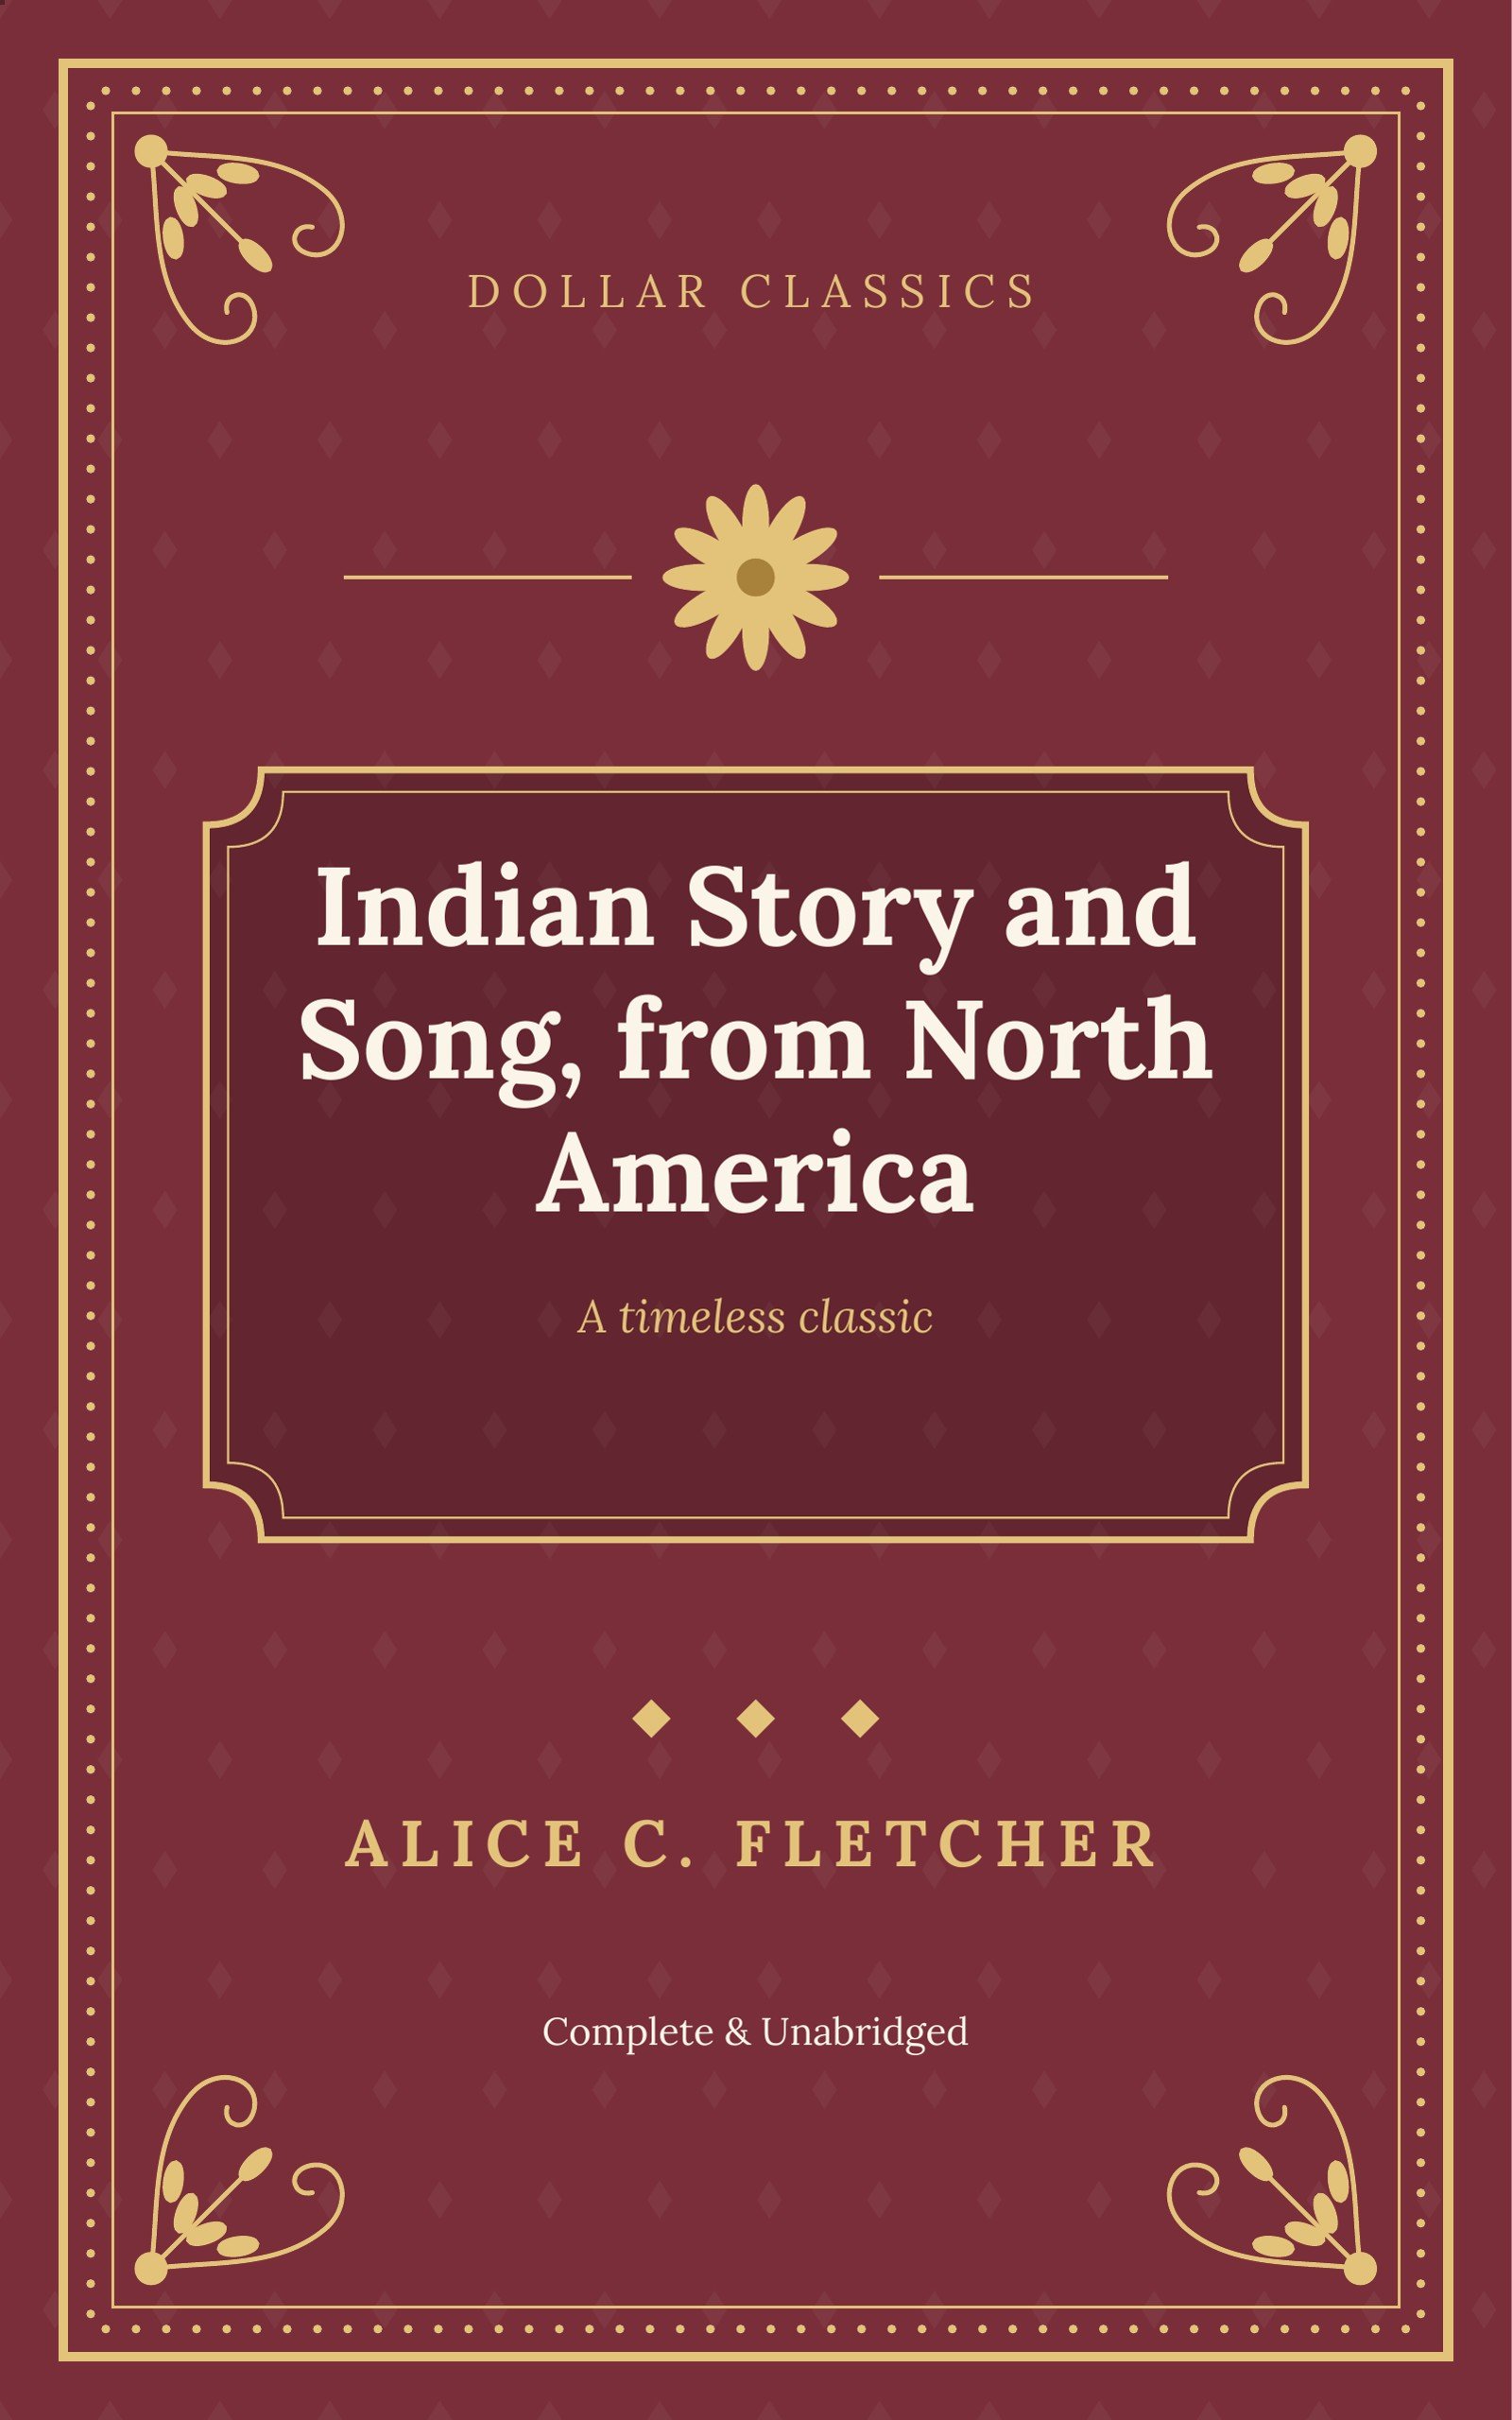 DOLLAR CLASSICS
Indian Story and
Song, from North
America
A timeless classic
ALICE C. FLETCHER
Complete & Unabridged